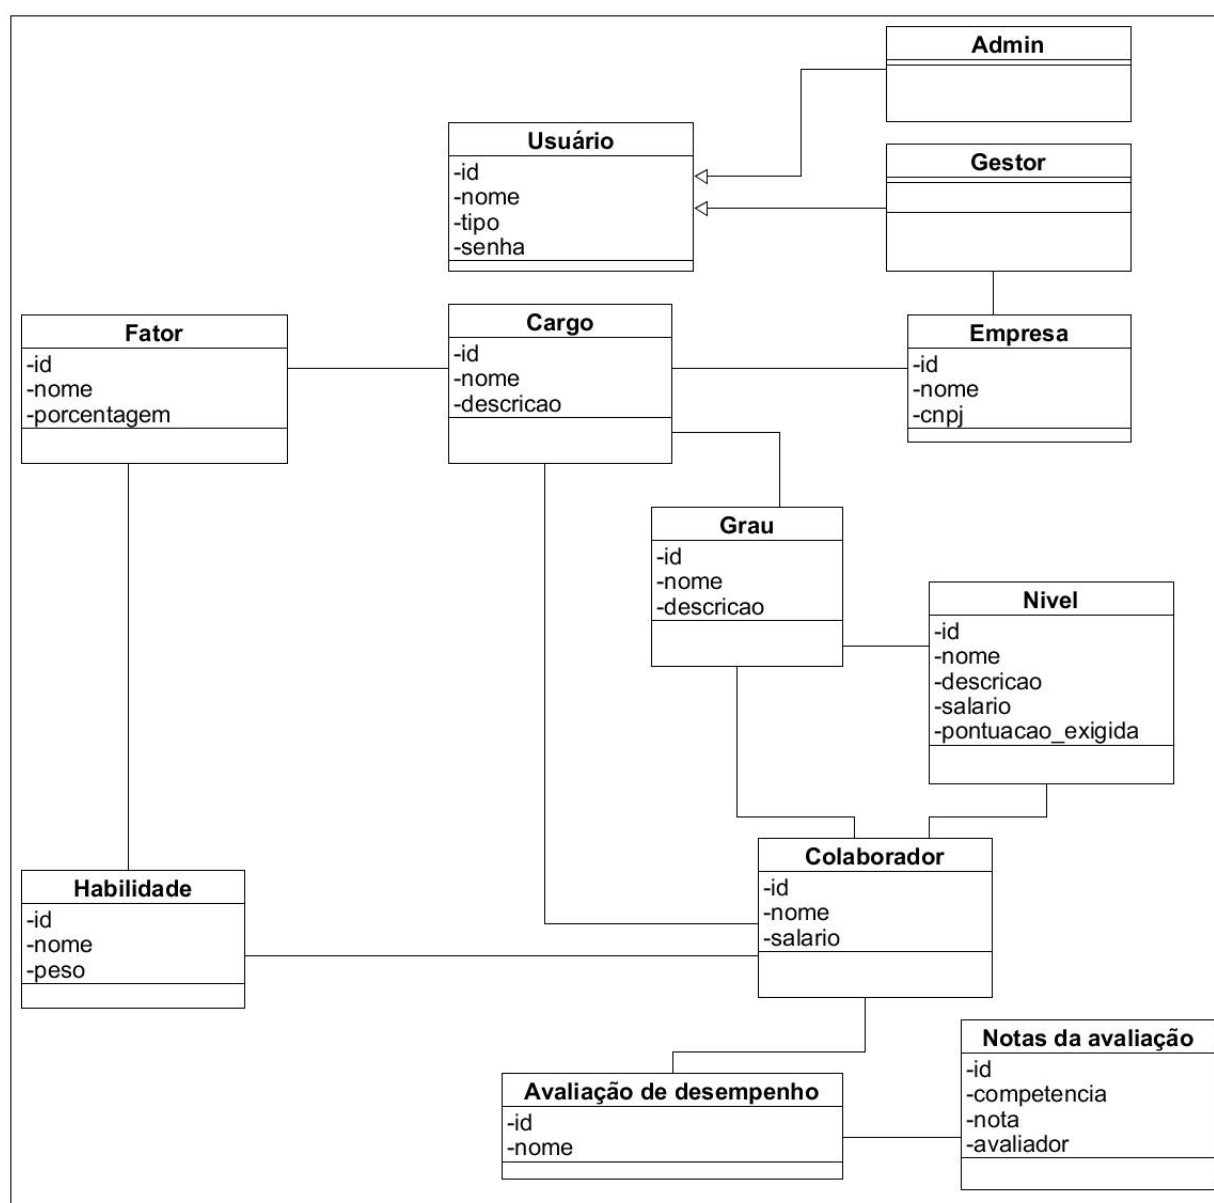 Admin
Usuário
-id
-nome
-tipo
-senha
Gestor
Fator
-id
-nome
-porcentagem
Cargo
-id
-nome
-descricao
Empresa
-id
-nome
-cnpj
Grau
-id
-nome
-descricao
Nivel
-id
-nome
-descricao
-salario
-pontuacao_exigida
Colaborador
-id
-nome
-salario
Habilidade
-id
-nome
-peso
Avaliação de desempenho
-id
-nome
Notas da avaliação
-id
-competencia
-nota
-avaliador